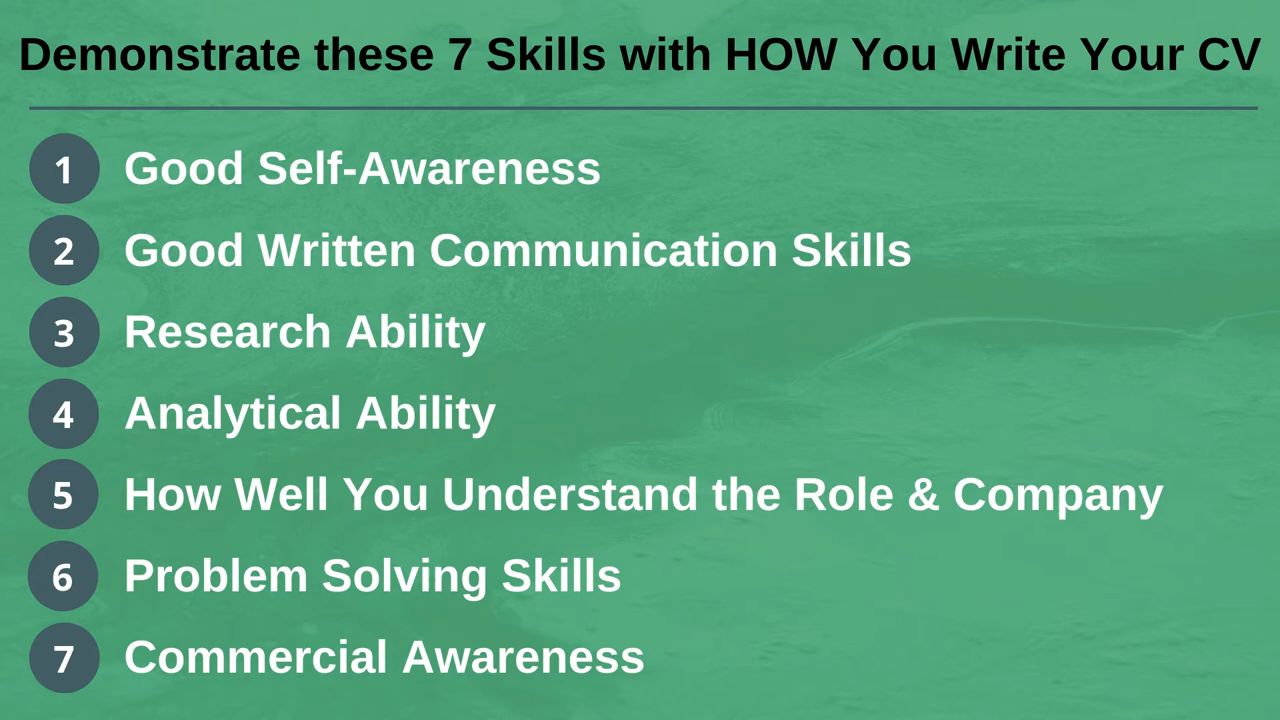 Demonstrate these 7 Skills with HOW You Write Your CV
1 Good Self-Awareness
2 Good Written Communication Skills
3 Research Ability
4 Analytical Ability
5 How Well You Understand the Role & Company
6 Problem Solving Skills
7 Commercial Awareness